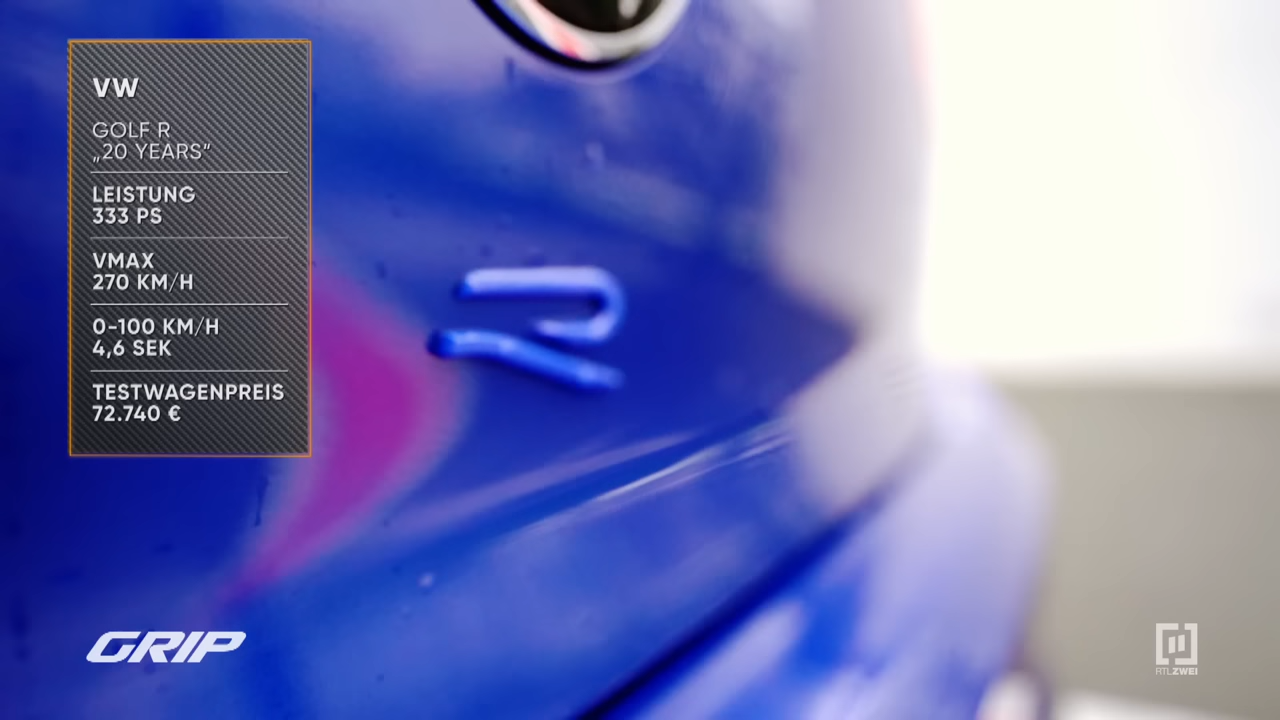 VW
GOLF R
„20 YEARS“
LEISTUNG
333 PS
VMAX
270 KM/H
0-100 KM/H
4,6 SEK
TESTWAGENPREIS
72.740 €
R
GRIP
RTLZWEI